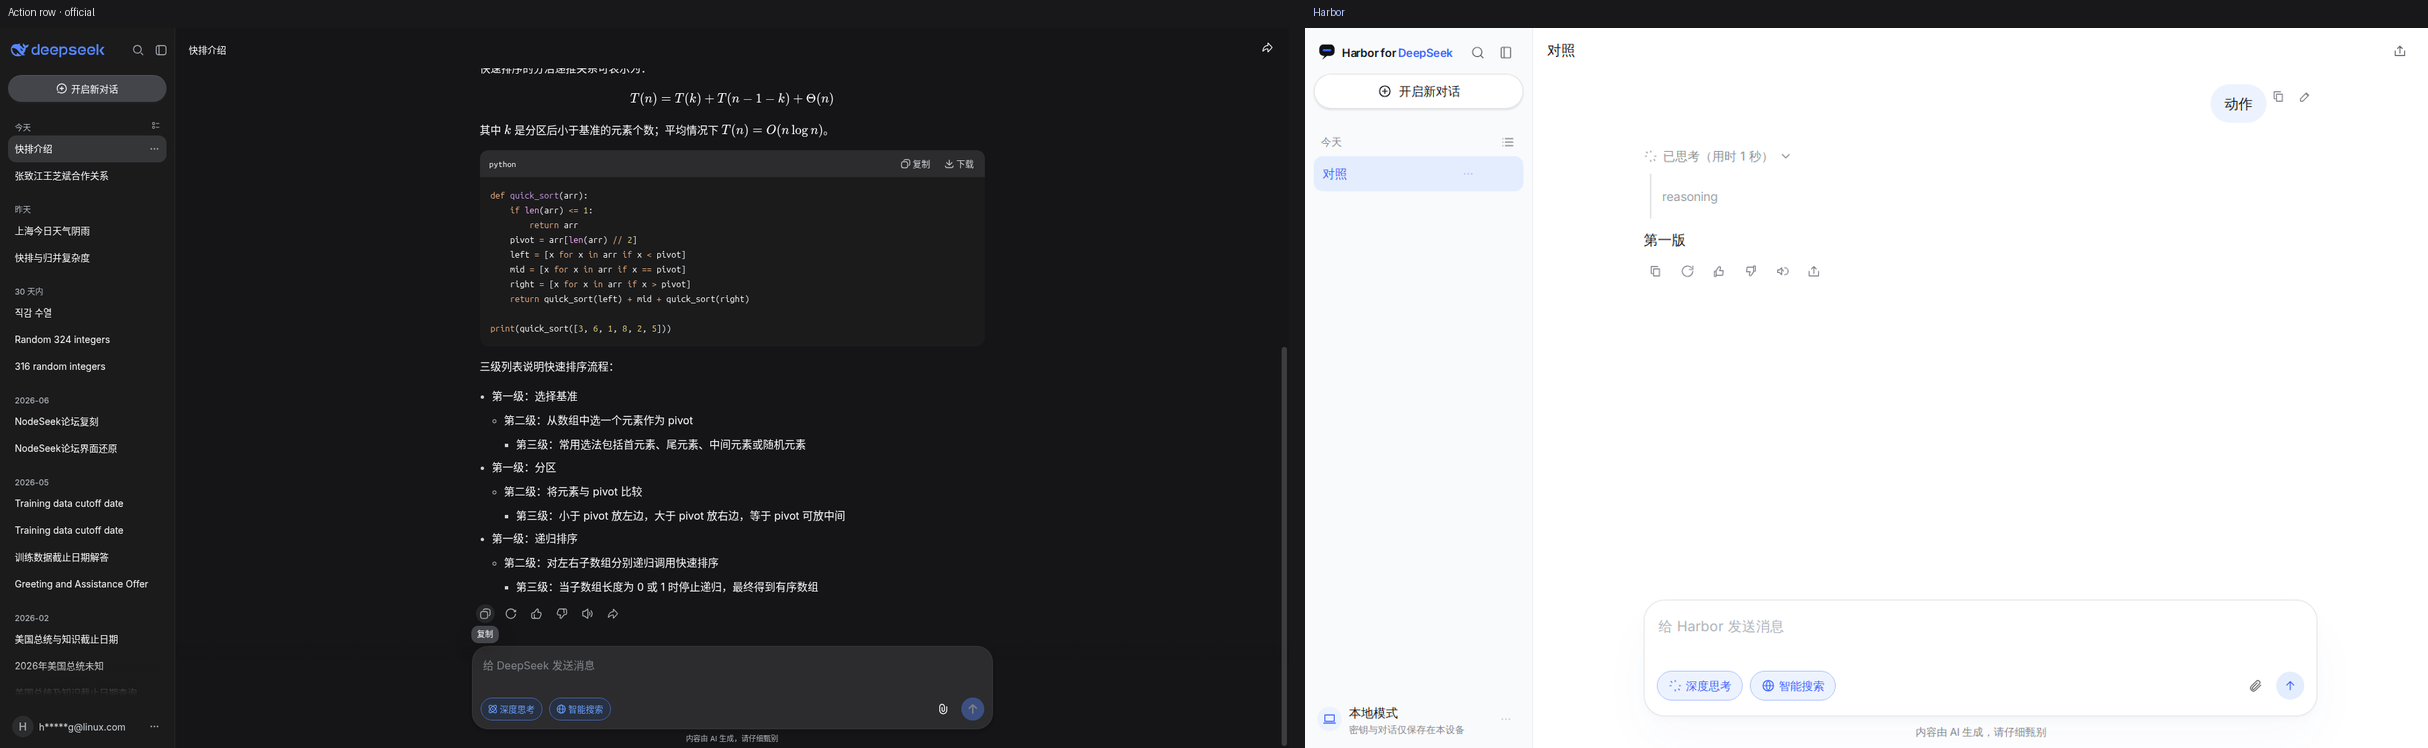 Action row · official
deepseek
开启新对话
今天
快排介绍
张致江王芝斌合作关系
昨天
上海今日天气阴雨
快排与归并复杂度
30 天内
직감 수열
Random 324 integers
316 random integers
2026-06
NodeSeek论坛复刻
NodeSeek论坛界面还原
2026-05
Training data cutoff date
Training data cutoff date
训练数据截止日期解答
Greeting and Assistance Offer
2026-02
美国总统与知识截止日期
2026年美国总统未知
H h*****g@linux.com
快排介绍
快速排序的分治递推关系可表示为：
T(n) = T(k) + T(n − 1 − k) + Θ(n)
其中 k 是分区后小于基准的元素个数；平均情况下 T(n) = O(n log n)。
python 复制 下载
def quick_sort(arr):
    if len(arr) <= 1:
        return arr
    pivot = arr[len(arr) // 2]
    left = [x for x in arr if x < pivot]
    mid = [x for x in arr if x == pivot]
    right = [x for x in arr if x > pivot]
    return quick_sort(left) + mid + quick_sort(right)
print(quick_sort([3, 6, 1, 8, 2, 5]))
三级列表说明快速排序流程：
• 第一级：选择基准
◦ 第二级：从数组中选一个元素作为 pivot
▪ 第三级：常用选法包括首元素、尾元素、中间元素或随机元素
• 第一级：分区
◦ 第二级：将元素与 pivot 比较
▪ 第三级：小于 pivot 放左边，大于 pivot 放右边，等于 pivot 可放中间
• 第一级：递归排序
◦ 第二级：对左右子数组分别递归调用快速排序
▪ 第三级：当子数组长度为 0 或 1 时停止递归，最终得到有序数组
复制
给 DeepSeek 发送消息
深度思考 智能搜索
内容由 AI 生成，请仔细甄别
Harbor
Harbor for DeepSeek
开启新对话
今天
对照
本地模式
密钥与对话仅保存在本设备
对照
动作
已思考（用时 1 秒）
reasoning
第一版
给 Harbor 发送消息
深度思考 智能搜索
内容由 AI 生成，请仔细甄别